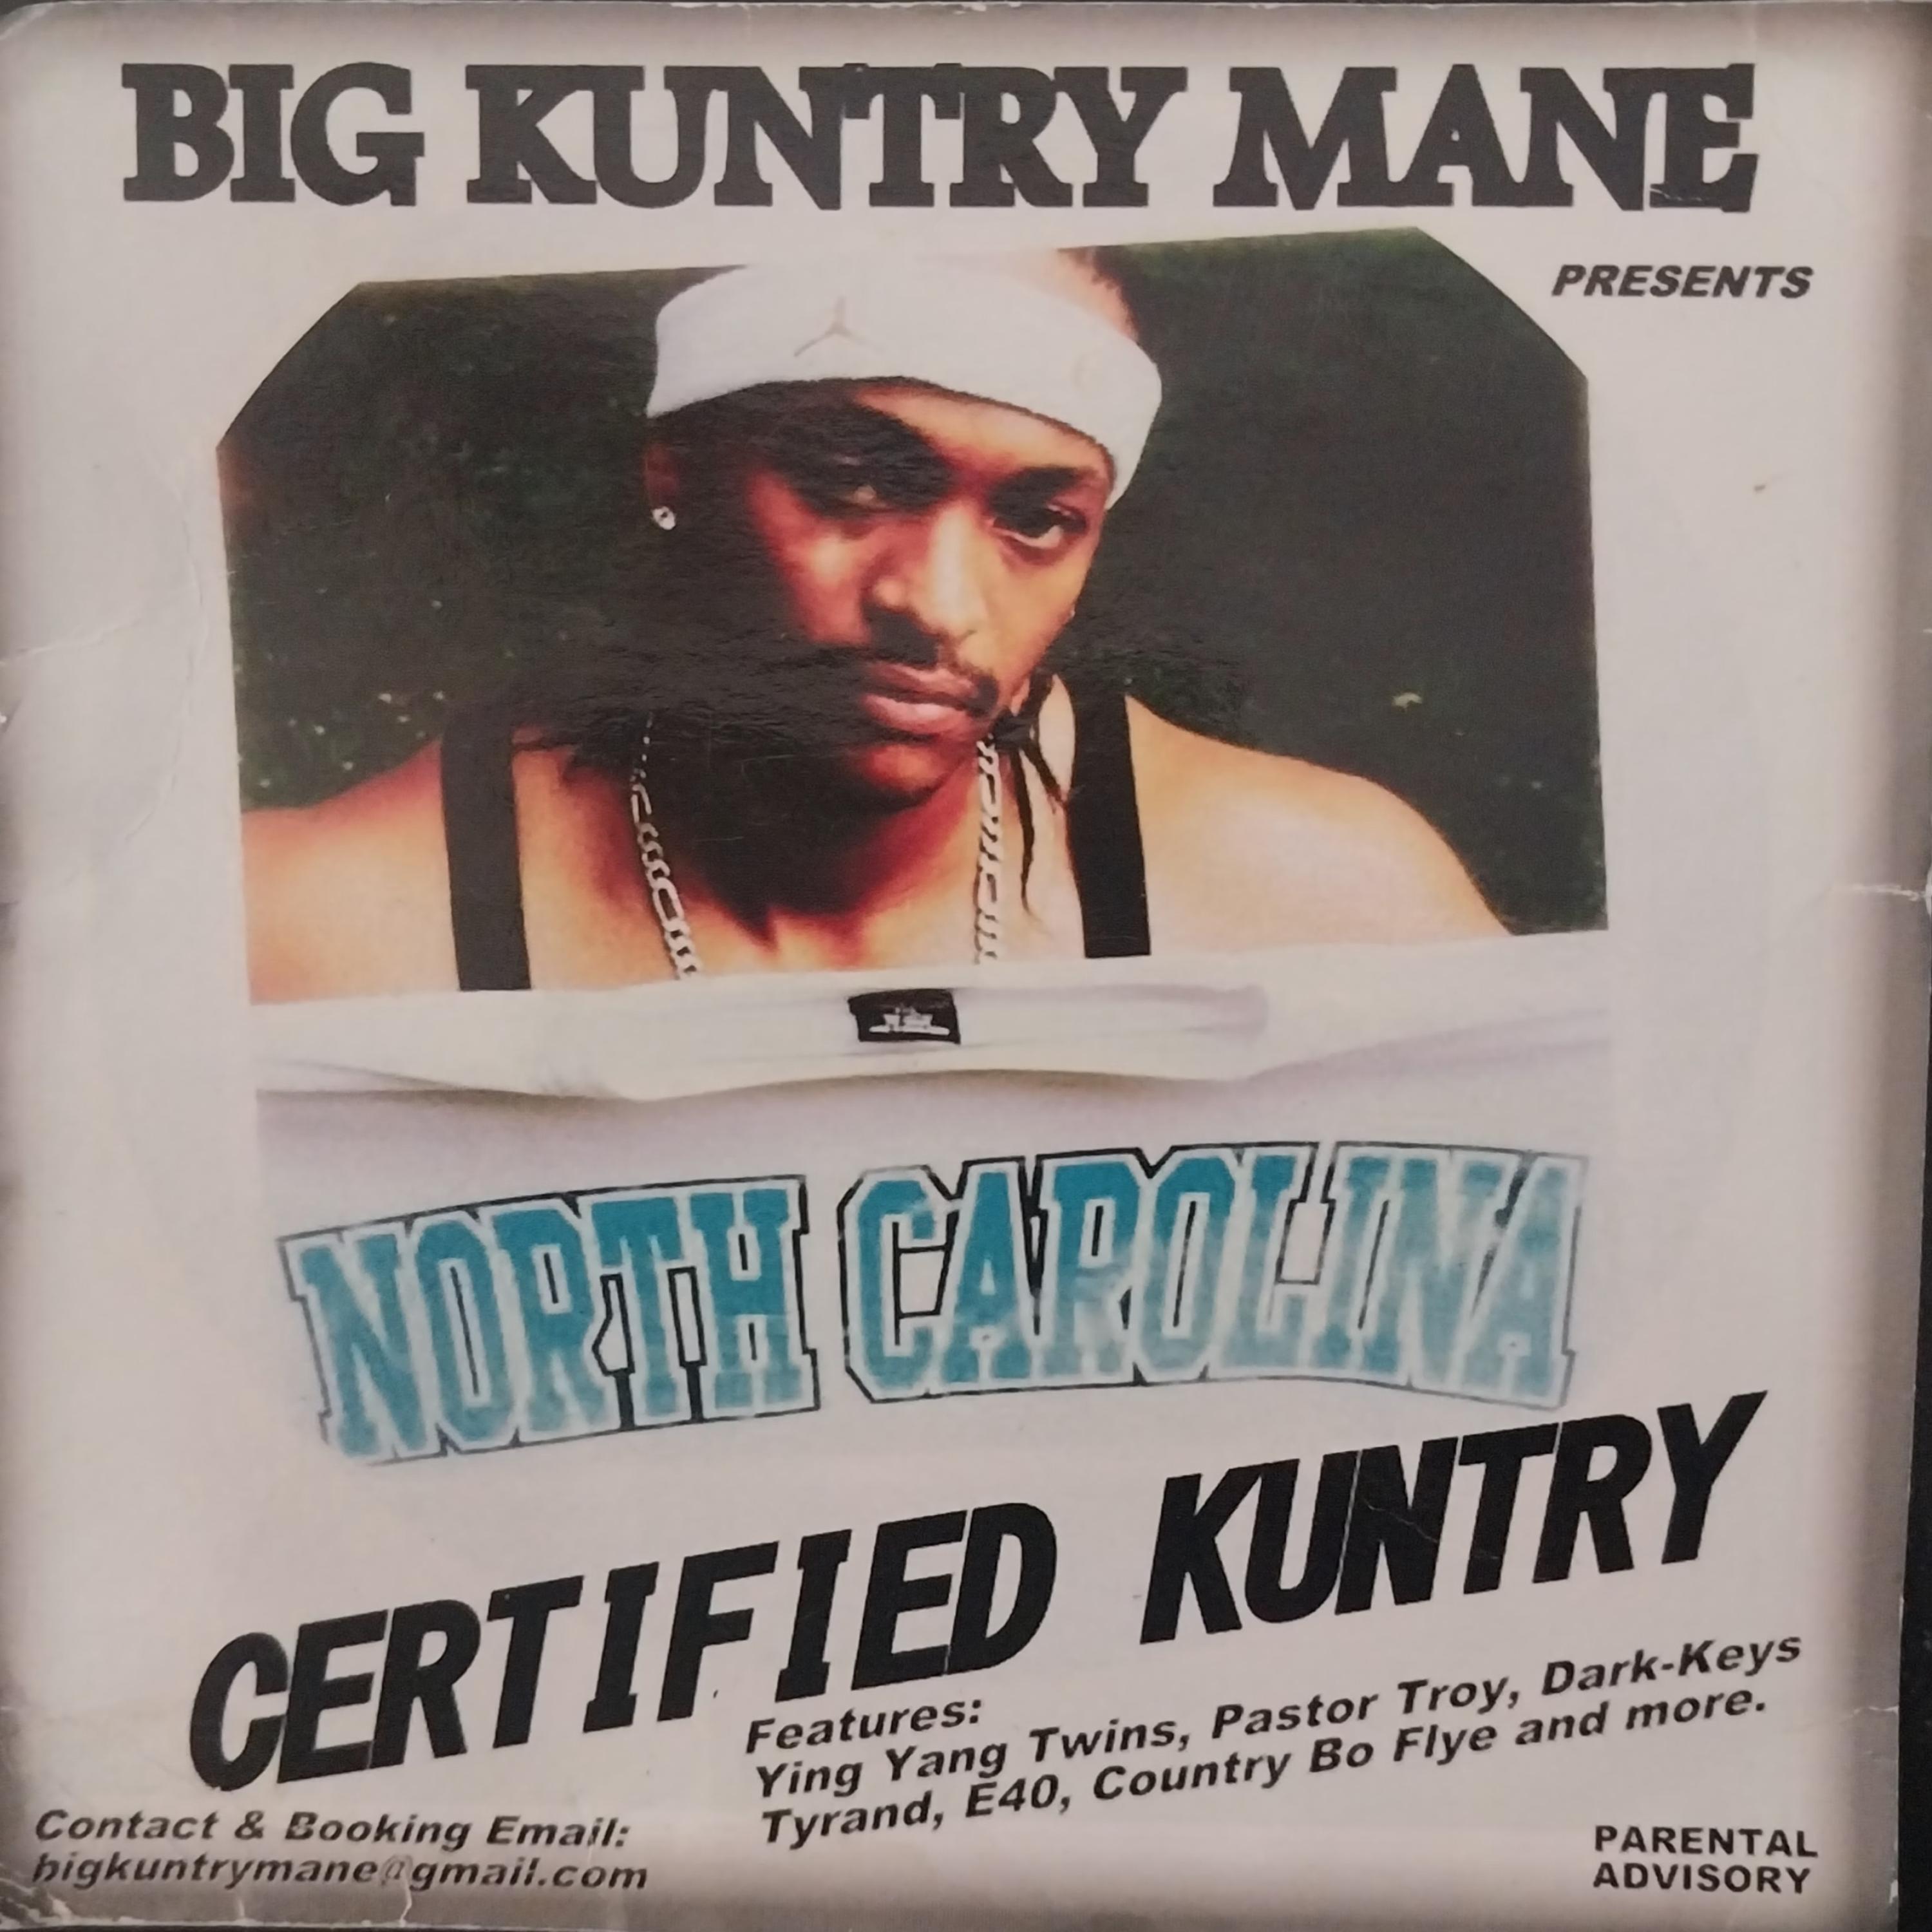 BIG KUNTRY MANE
PRESENTS
NORTH CAROLINA
CERTIFIED KUNTRY
Features:
Ying Yang Twins, Pastor Troy, Dark-Keys
Tyrand, E40, Country Bo Flye and more.
Contact & Booking Email:
bigkuntrymane@gmail.com
PARENTAL
ADVISORY